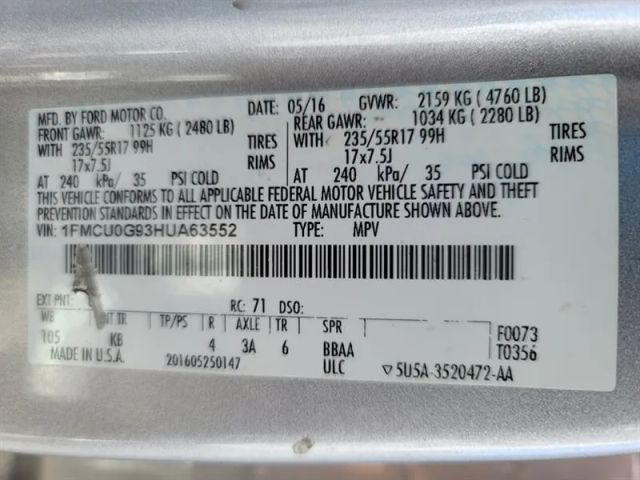 MFD. BY FORD MOTOR CO. DATE: 05/16 GVWR: 2159 KG ( 4760 LB)
FRONT GAWR: 1125 KG ( 2480 LB) REAR GAWR: 1034 KG ( 2280 LB)
WITH 235/55R17 99H TIRES WITH 235/55R17 99H TIRES
17x7.5J RIMS 17x7.5J RIMS
AT 240 kPa/ 35 PSI COLD AT 240 kPa/ 35 PSI COLD
THIS VEHICLE CONFORMS TO ALL APPLICABLE FEDERAL MOTOR VEHICLE SAFETY AND THEFT
PREVENTION STANDARDS IN EFFECT ON THE DATE OF MANUFACTURE SHOWN ABOVE.
VIN: 1FMCU0G93HUA63552 TYPE: MPV
EXT PNT: RC: 71 DSO:
WB INT TR TP/PS R AXLE TR SPR F0073
105 KB 4 3A 6 BBAA T0356
MADE IN U.S.A. 201605250147 ULC ▽5U5A-3520472-AA